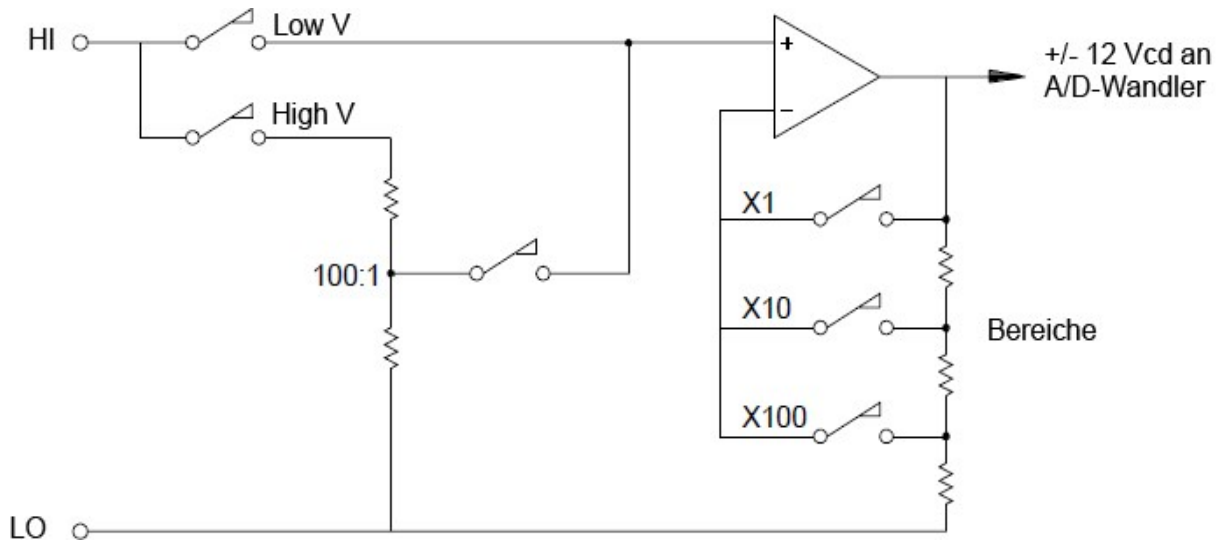 HI
Low V
High V
100:1
+
−
+/- 12 Vcd an
A/D-Wandler
X1
X10
X100
Bereiche
LO